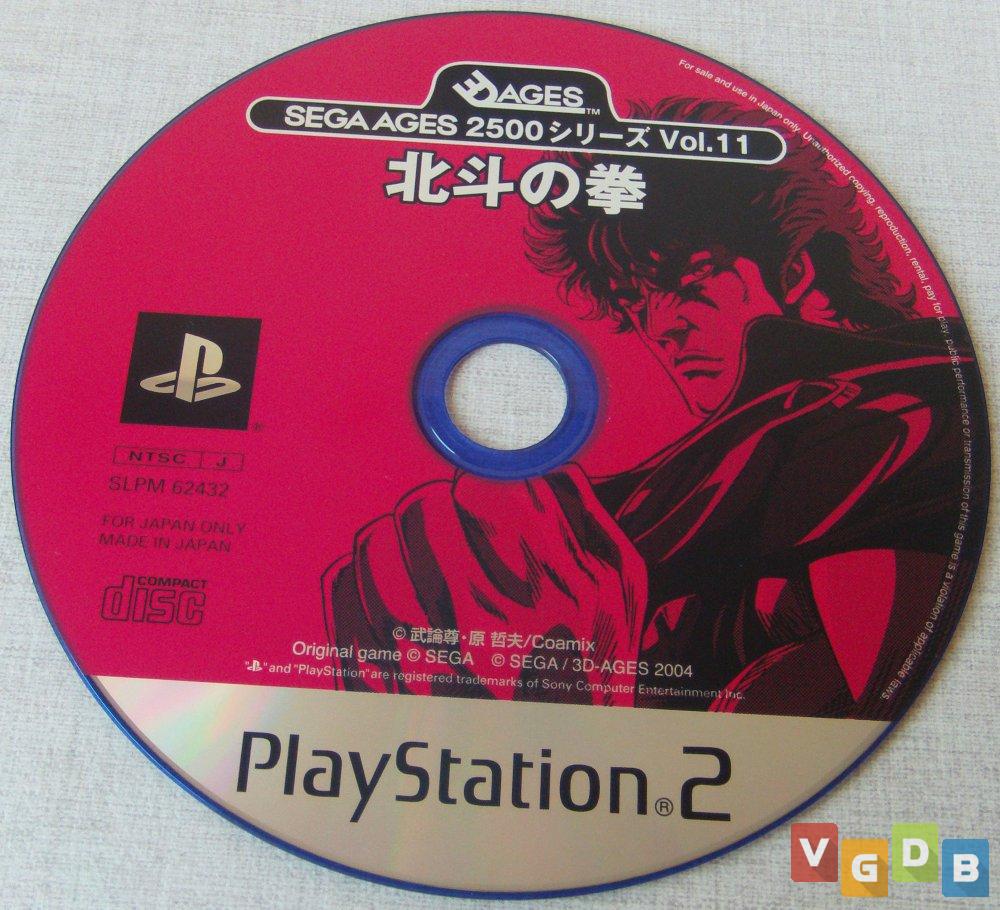 3D AGES™
SEGA AGES 2500シリーズ Vol.11
北斗の拳
For sale and use in Japan only. Unauthorized copying, reproduction, rental, pay for play, public performance or transmission of this game is a violation of applicable laws.
®
NTSC J
SLPM 62432
FOR JAPAN ONLY
MADE IN JAPAN
COMPACT
disc
© 武論尊・原 哲夫/Coamix
Original game © SEGA © SEGA / 3D-AGES 2004
"PS" and "PlayStation" are registered trademarks of Sony Computer Entertainment Inc.
PlayStation®2
VGDB